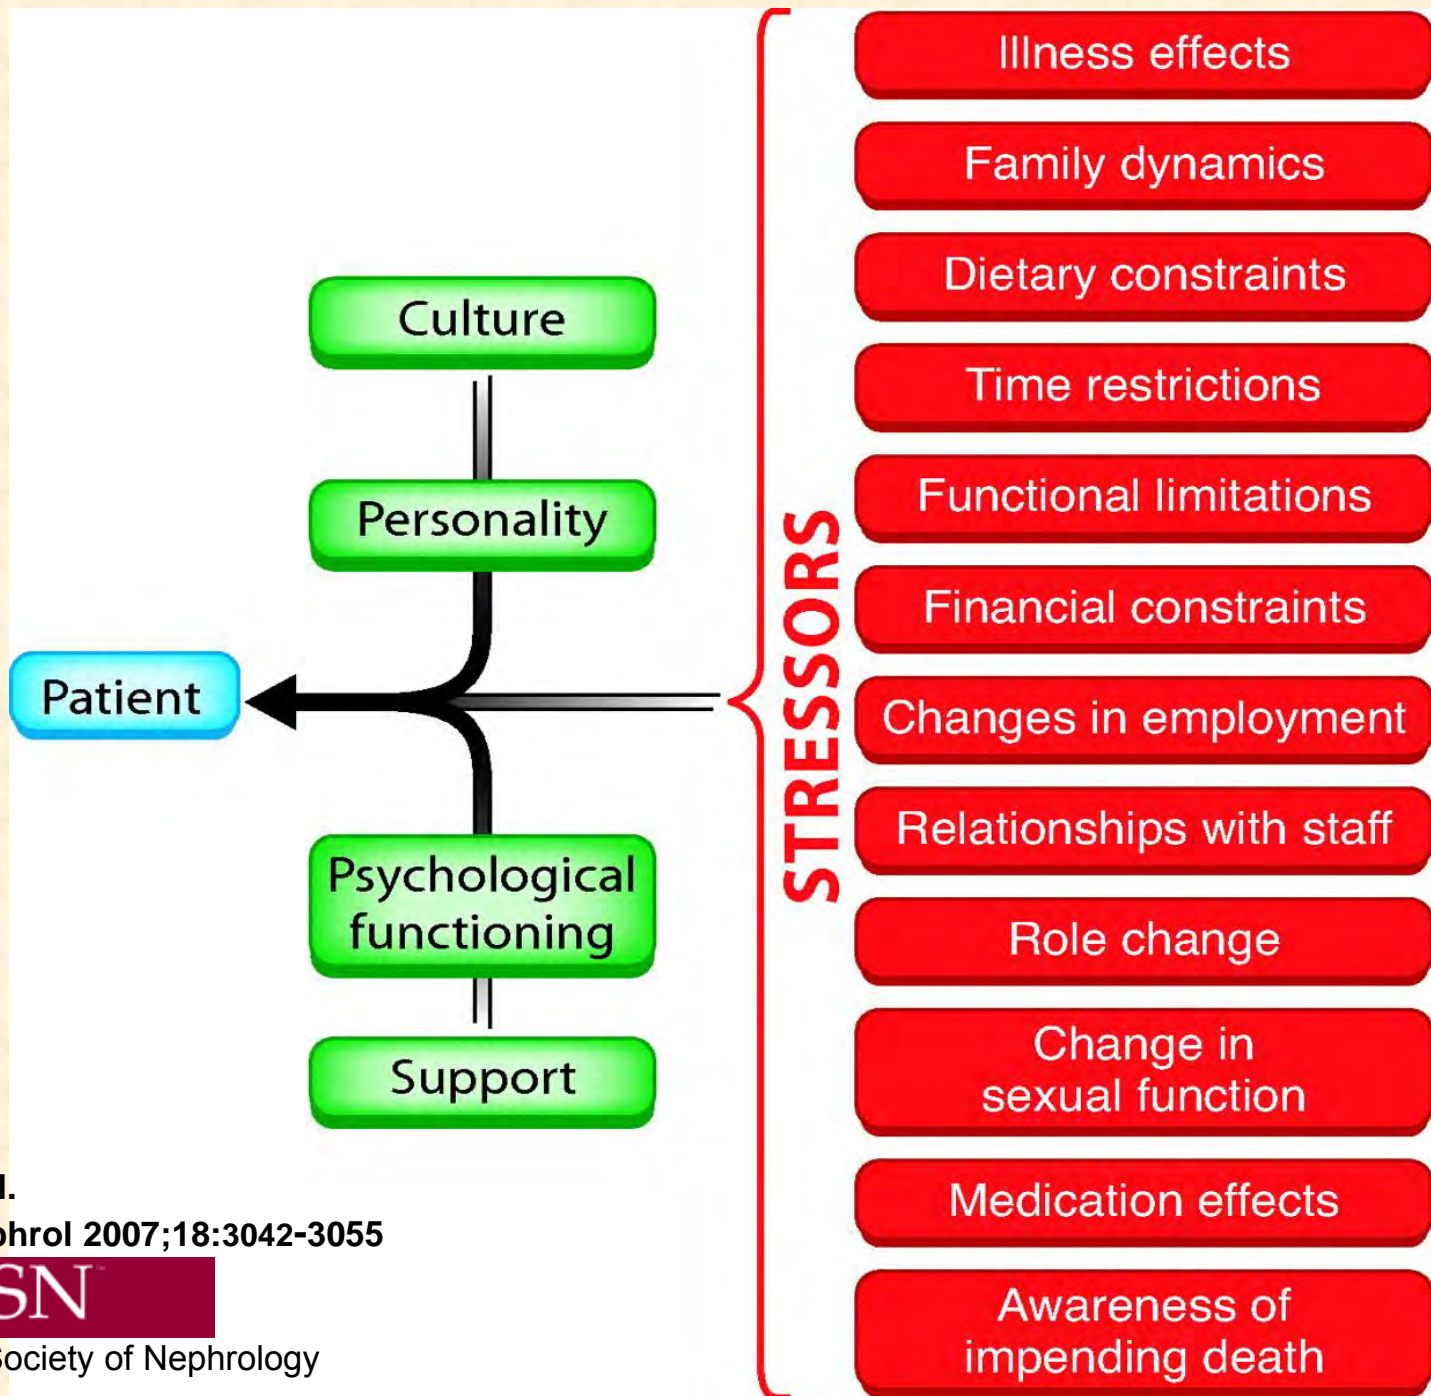 Illness effects
Family dynamics
Dietary constraints
Time restrictions
Functional limitations
Financial constraints
Changes in employment
Relationships with staff
Role change
Change in
sexual function
Medication effects
Awareness of
impending death
STRESSORS
Culture
Personality
Patient
Psychological
functioning
Support
2007;18:3042-3055
SN
Society of Nephrology